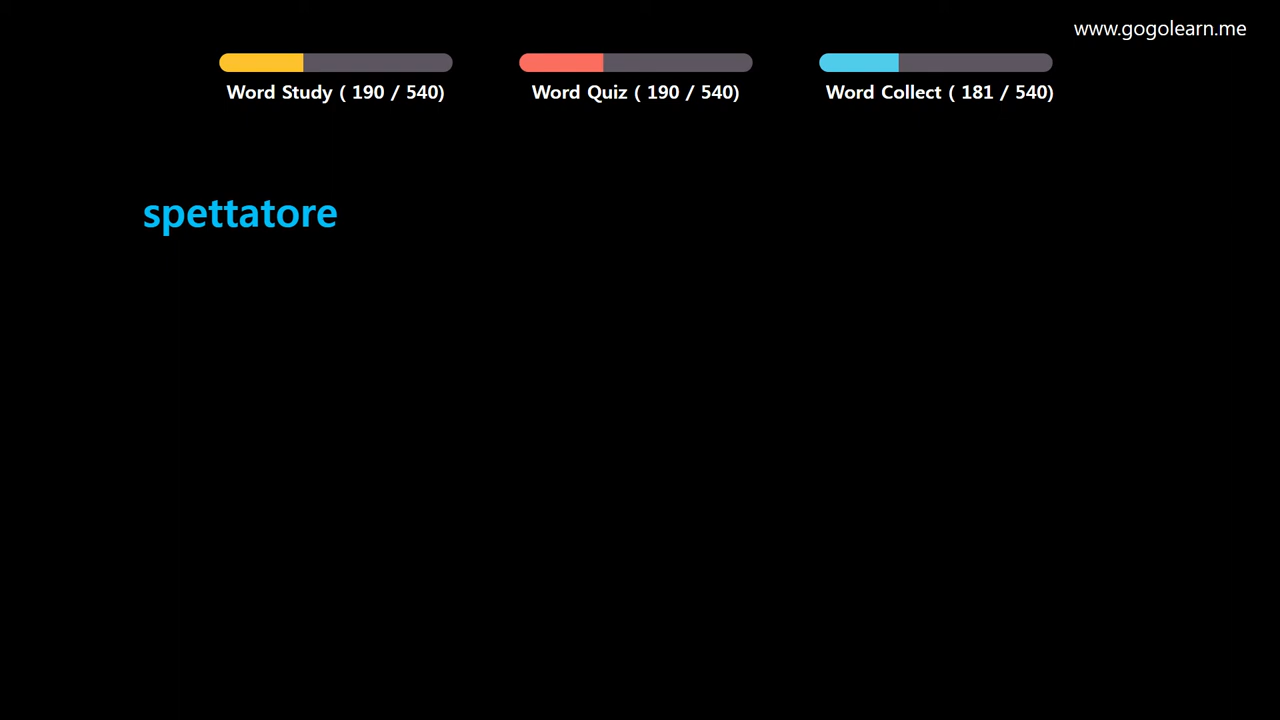 www.gogolearn.me
Word Study ( 190 / 540)
Word Quiz ( 190 / 540)
Word Collect ( 181 / 540)
spettatore